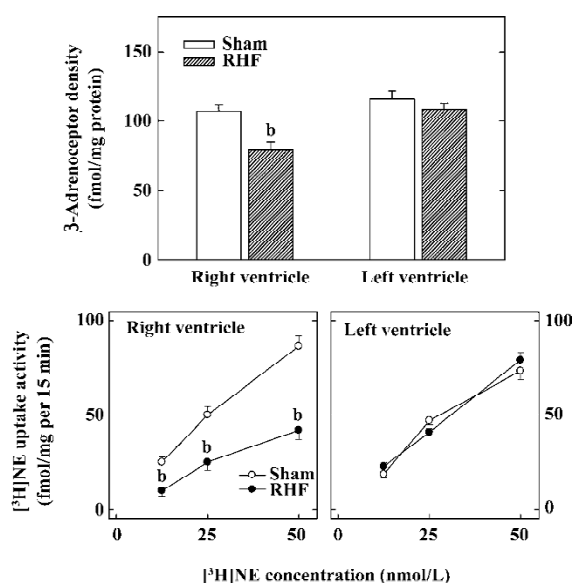 Sham
RHF
150
100
50
0
β-Adrenoceptor density
(fmol/mg protein)
b
Right ventricle
Left ventricle
100
50
0
[³H]NE uptake activity
(fmol/mg per 15 min)
Right ventricle
b
b
b
Sham
RHF
0
25
50
Left ventricle
100
50
0
0
25
50
[³H]NE concentration (nmol/L)